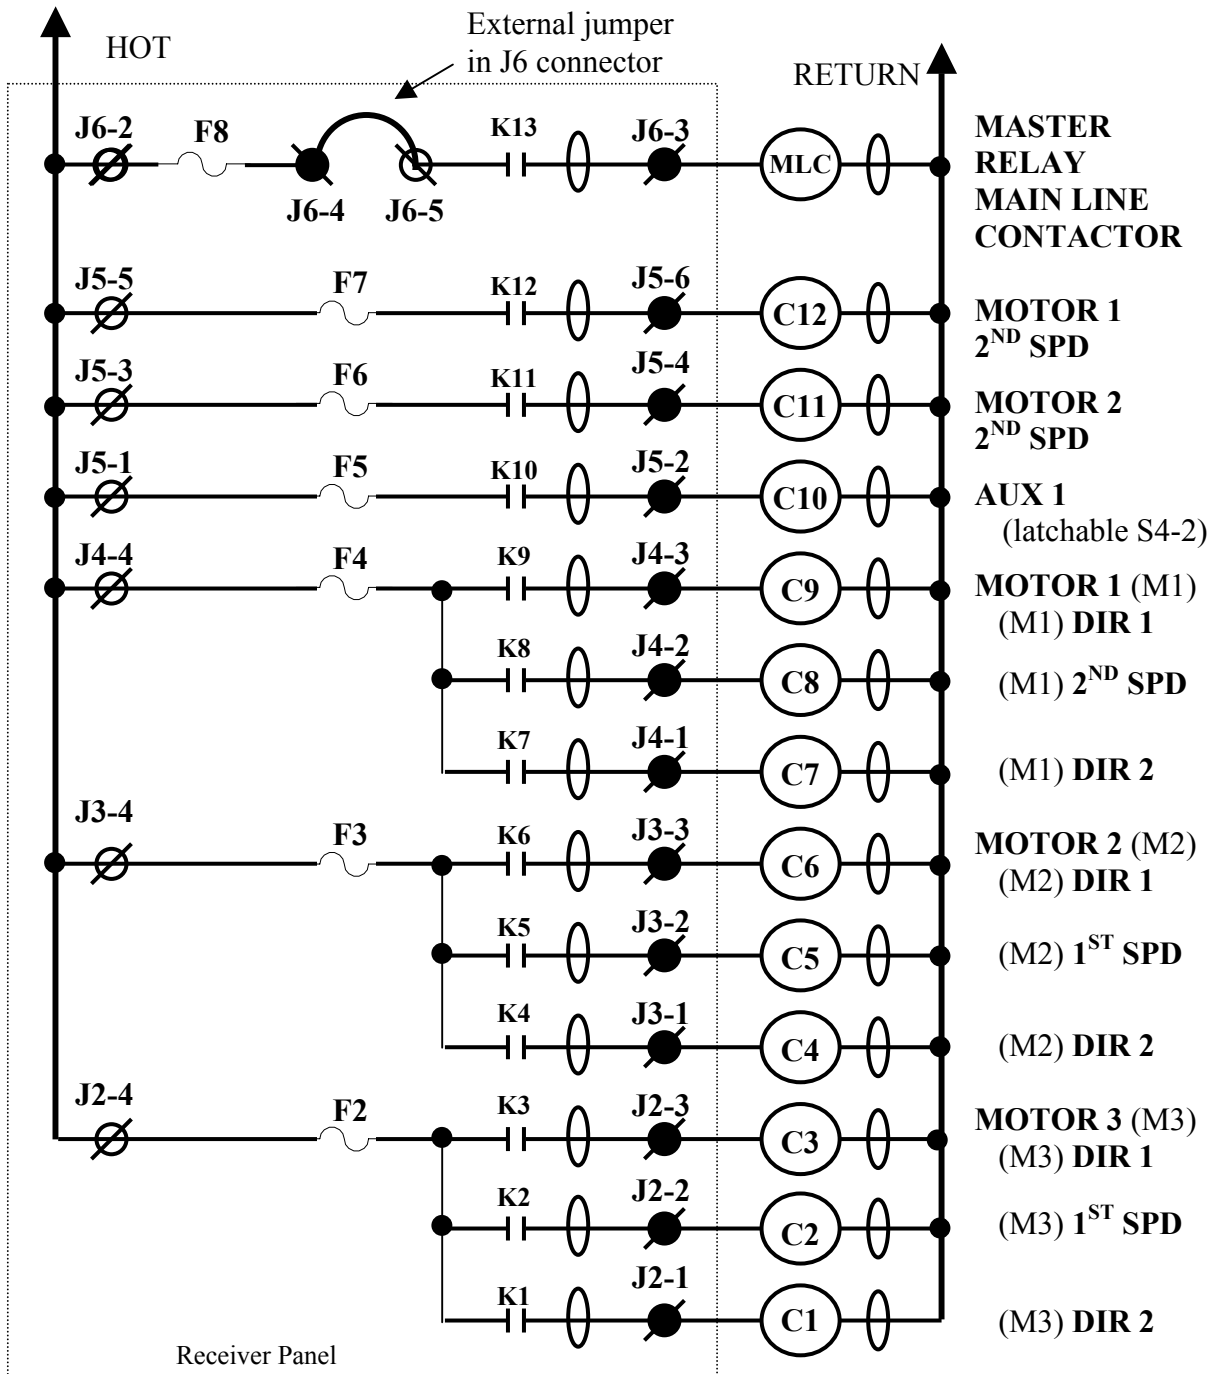 External jumper
in J6 connector
HOT
RETURN
J6-2
F8
K13
J6-3
J6-4
J6-5
MLC
MASTER
RELAY
MAIN LINE
CONTACTOR
J5-5
F7
K12
J5-6
C12
MOTOR 1
2ND SPD
J5-3
F6
K11
J5-4
C11
MOTOR 2
2ND SPD
J5-1
F5
K10
J5-2
C10
AUX 1
(latchable S4-2)
J4-4
F4
K9
J4-3
C9
MOTOR 1 (M1)
(M1) DIR 1
K8
J4-2
C8
(M1) 2ND SPD
K7
J4-1
C7
(M1) DIR 2
J3-4
F3
K6
J3-3
C6
MOTOR 2 (M2)
(M2) DIR 1
K5
J3-2
C5
(M2) 1ST SPD
K4
J3-1
C4
(M2) DIR 2
J2-4
F2
K3
J2-3
C3
MOTOR 3 (M3)
(M3) DIR 1
K2
J2-2
C2
(M3) 1ST SPD
K1
J2-1
C1
(M3) DIR 2
Receiver Panel